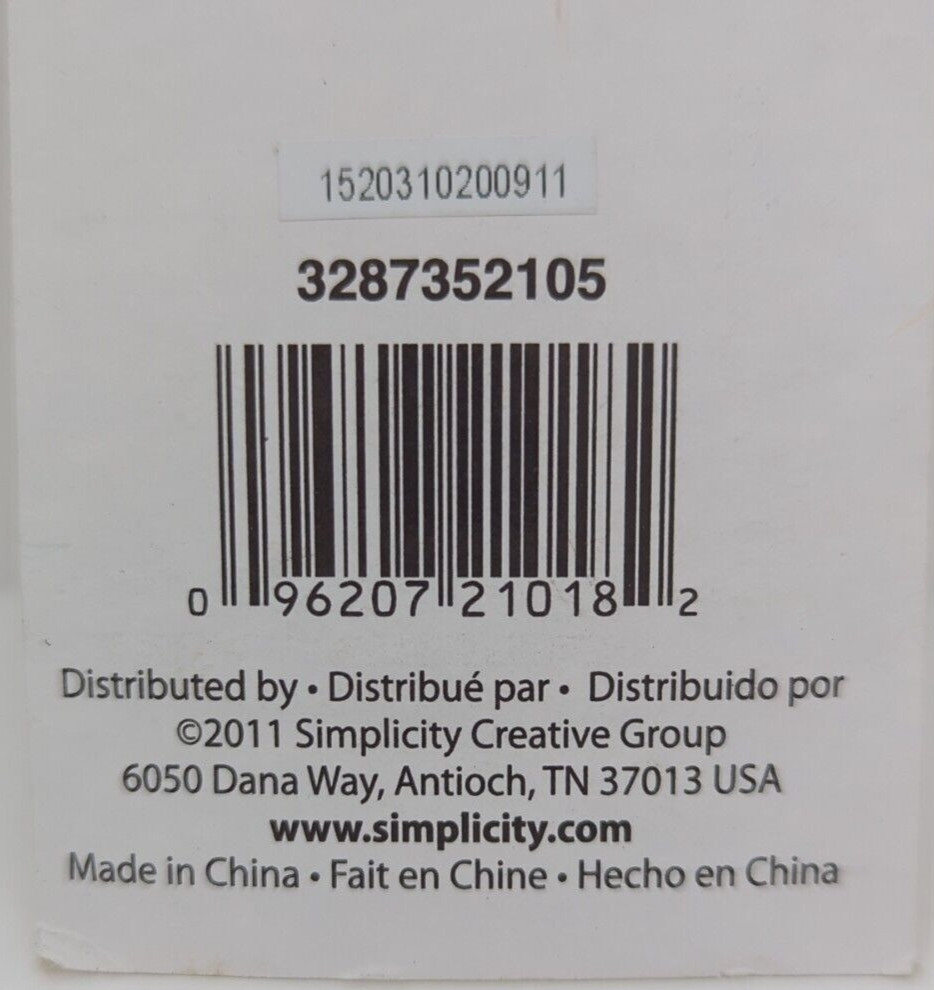 1520310200911
3287352105
0 96207 21018 2
Distributed by • Distribué par • Distribuido por
©2011 Simplicity Creative Group
6050 Dana Way, Antioch, TN 37013 USA
www.simplicity.com
Made in China • Fait en Chine • Hecho en China